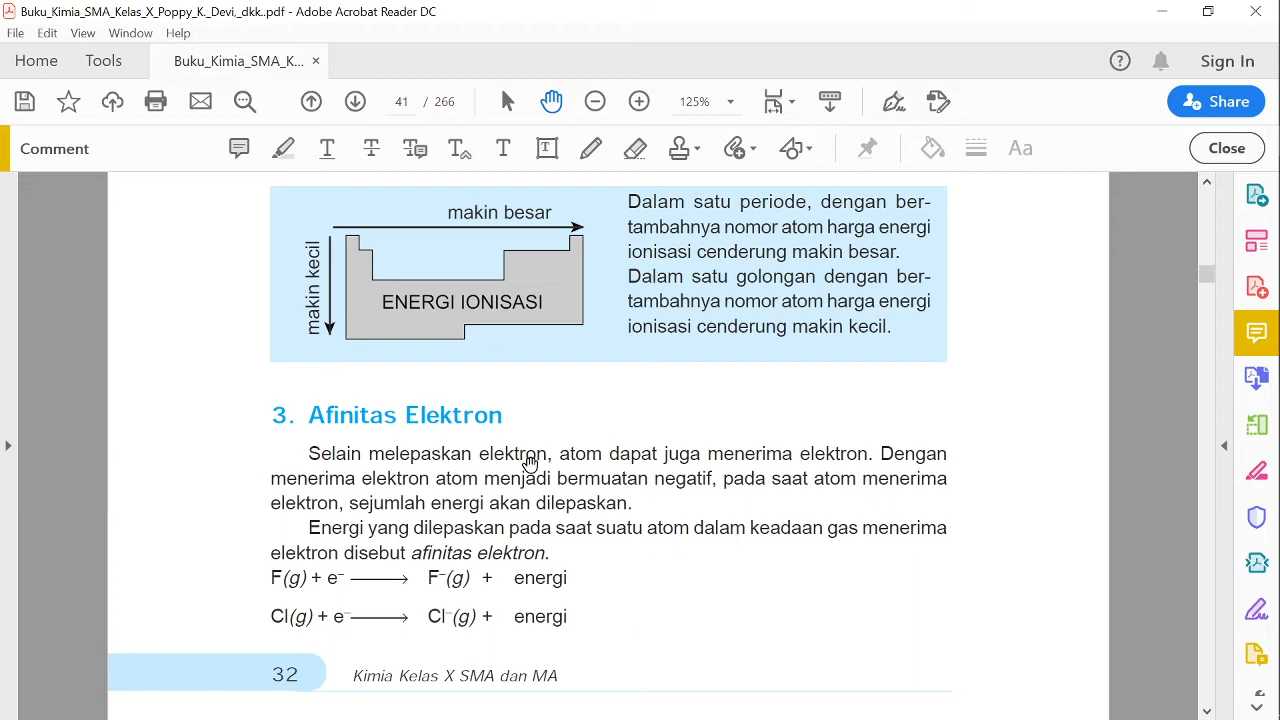 Buku_Kimia_SMA_Kelas_X_Poppy_K._Devi,_dkk..pdf - Adobe Acrobat Reader DC
File Edit View Window Help
Home Tools Buku_Kimia_SMA_K... × Sign In
41 / 266 125% Share
Comment Aa Close
makin besar
makin kecil
ENERGI IONISASI
Dalam satu periode, dengan ber-
tambahnya nomor atom harga energi
ionisasi cenderung makin besar.
Dalam satu golongan dengan ber-
tambahnya nomor atom harga energi
ionisasi cenderung makin kecil.
3. Afinitas Elektron
Selain melepaskan elektron, atom dapat juga menerima elektron. Dengan
menerima elektron atom menjadi bermuatan negatif, pada saat atom menerima
elektron, sejumlah energi akan dilepaskan.
Energi yang dilepaskan pada saat suatu atom dalam keadaan gas menerima
elektron disebut afinitas elektron.
F(g) + e⁻ ⟶ F⁻(g) + energi
Cl(g) + e⁻ ⟶ Cl⁻(g) + energi
32 Kimia Kelas X SMA dan MA